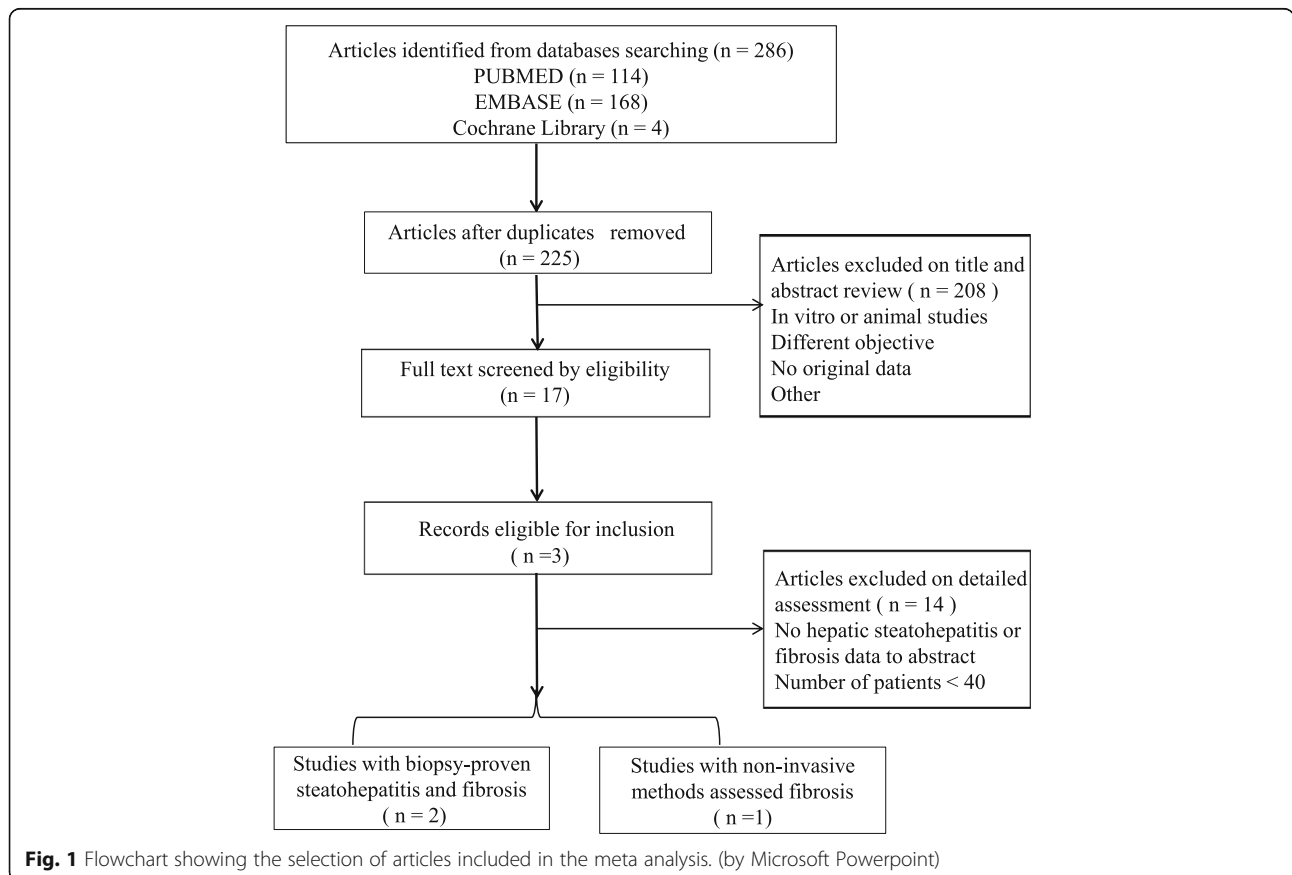 Articles identified from databases searching (n = 286)
PUBMED (n = 114)
EMBASE (n = 168)
Cochrane Library (n = 4)
Articles after duplicates removed
(n = 225)
Articles excluded on title and
abstract review ( n = 208 )
In vitro or animal studies
Different objective
No original data
Other
Full text screened by eligibility
(n = 17)
Records eligible for inclusion
( n =3)
Articles excluded on detailed
assessment ( n = 14 )
No hepatic steatohepatitis or
fibrosis data to abstract
Number of patients < 40
Studies with biopsy-proven
steatohepatitis and fibrosis
( n = 2)
Studies with non-invasive
methods assessed fibrosis
( n =1)
Fig. 1 Flowchart showing the selection of articles included in the meta analysis. (by Microsoft Powerpoint)